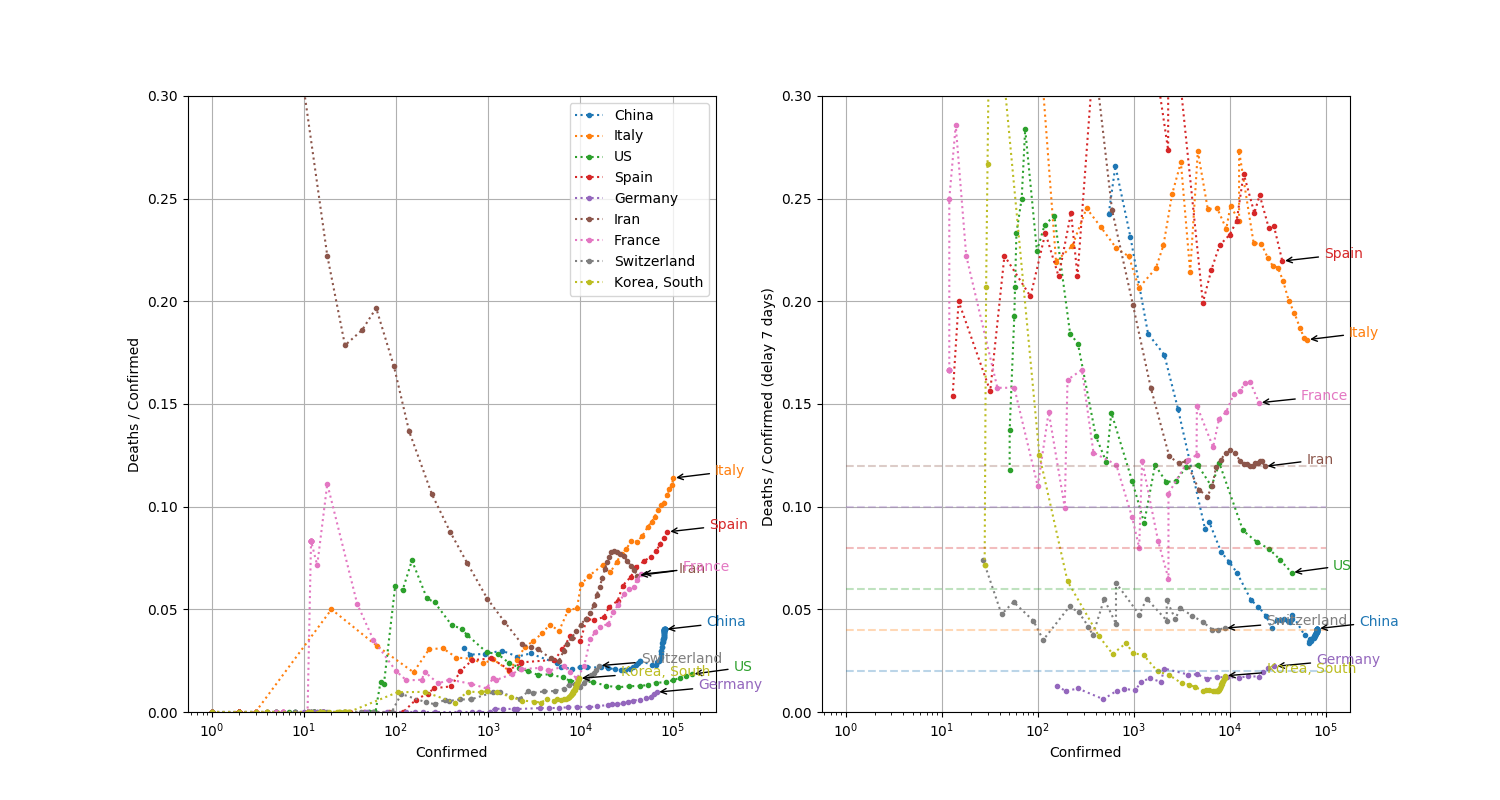 0.30
0.25
0.20
0.15
0.10
0.05
0.00
Deaths / Confirmed
10⁰
10¹
10²
10³
10⁴
10⁵
Confirmed
China
Italy
US
Spain
Germany
Iran
France
Switzerland
Korea, South
Italy
Spain
France
Iran
China
Switzerland
US
Korea, South
Germany
0.30
0.25
0.20
0.15
0.10
0.05
0.00
Deaths / Confirmed (delay 7 days)
10⁰
10¹
10²
10³
10⁴
10⁵
Confirmed
Spain
Italy
France
Iran
US
Switzerland
China
Germany
Korea, South